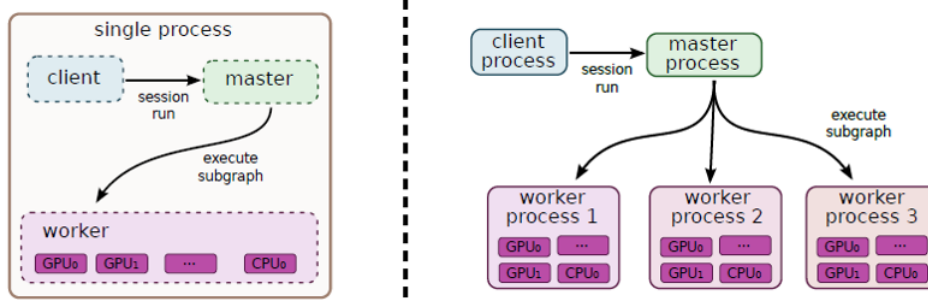 single process
client
master
session
run
execute
subgraph
worker
GPU₀ GPU₁ ... CPU₀
client
process
session
run
master
process
execute
subgraph
worker
process 1
GPU₀ ...
GPU₁ CPU₀
worker
process 2
GPU₀ ...
GPU₁ CPU₀
worker
process 3
GPU₀ ...
GPU₁ CPU₀